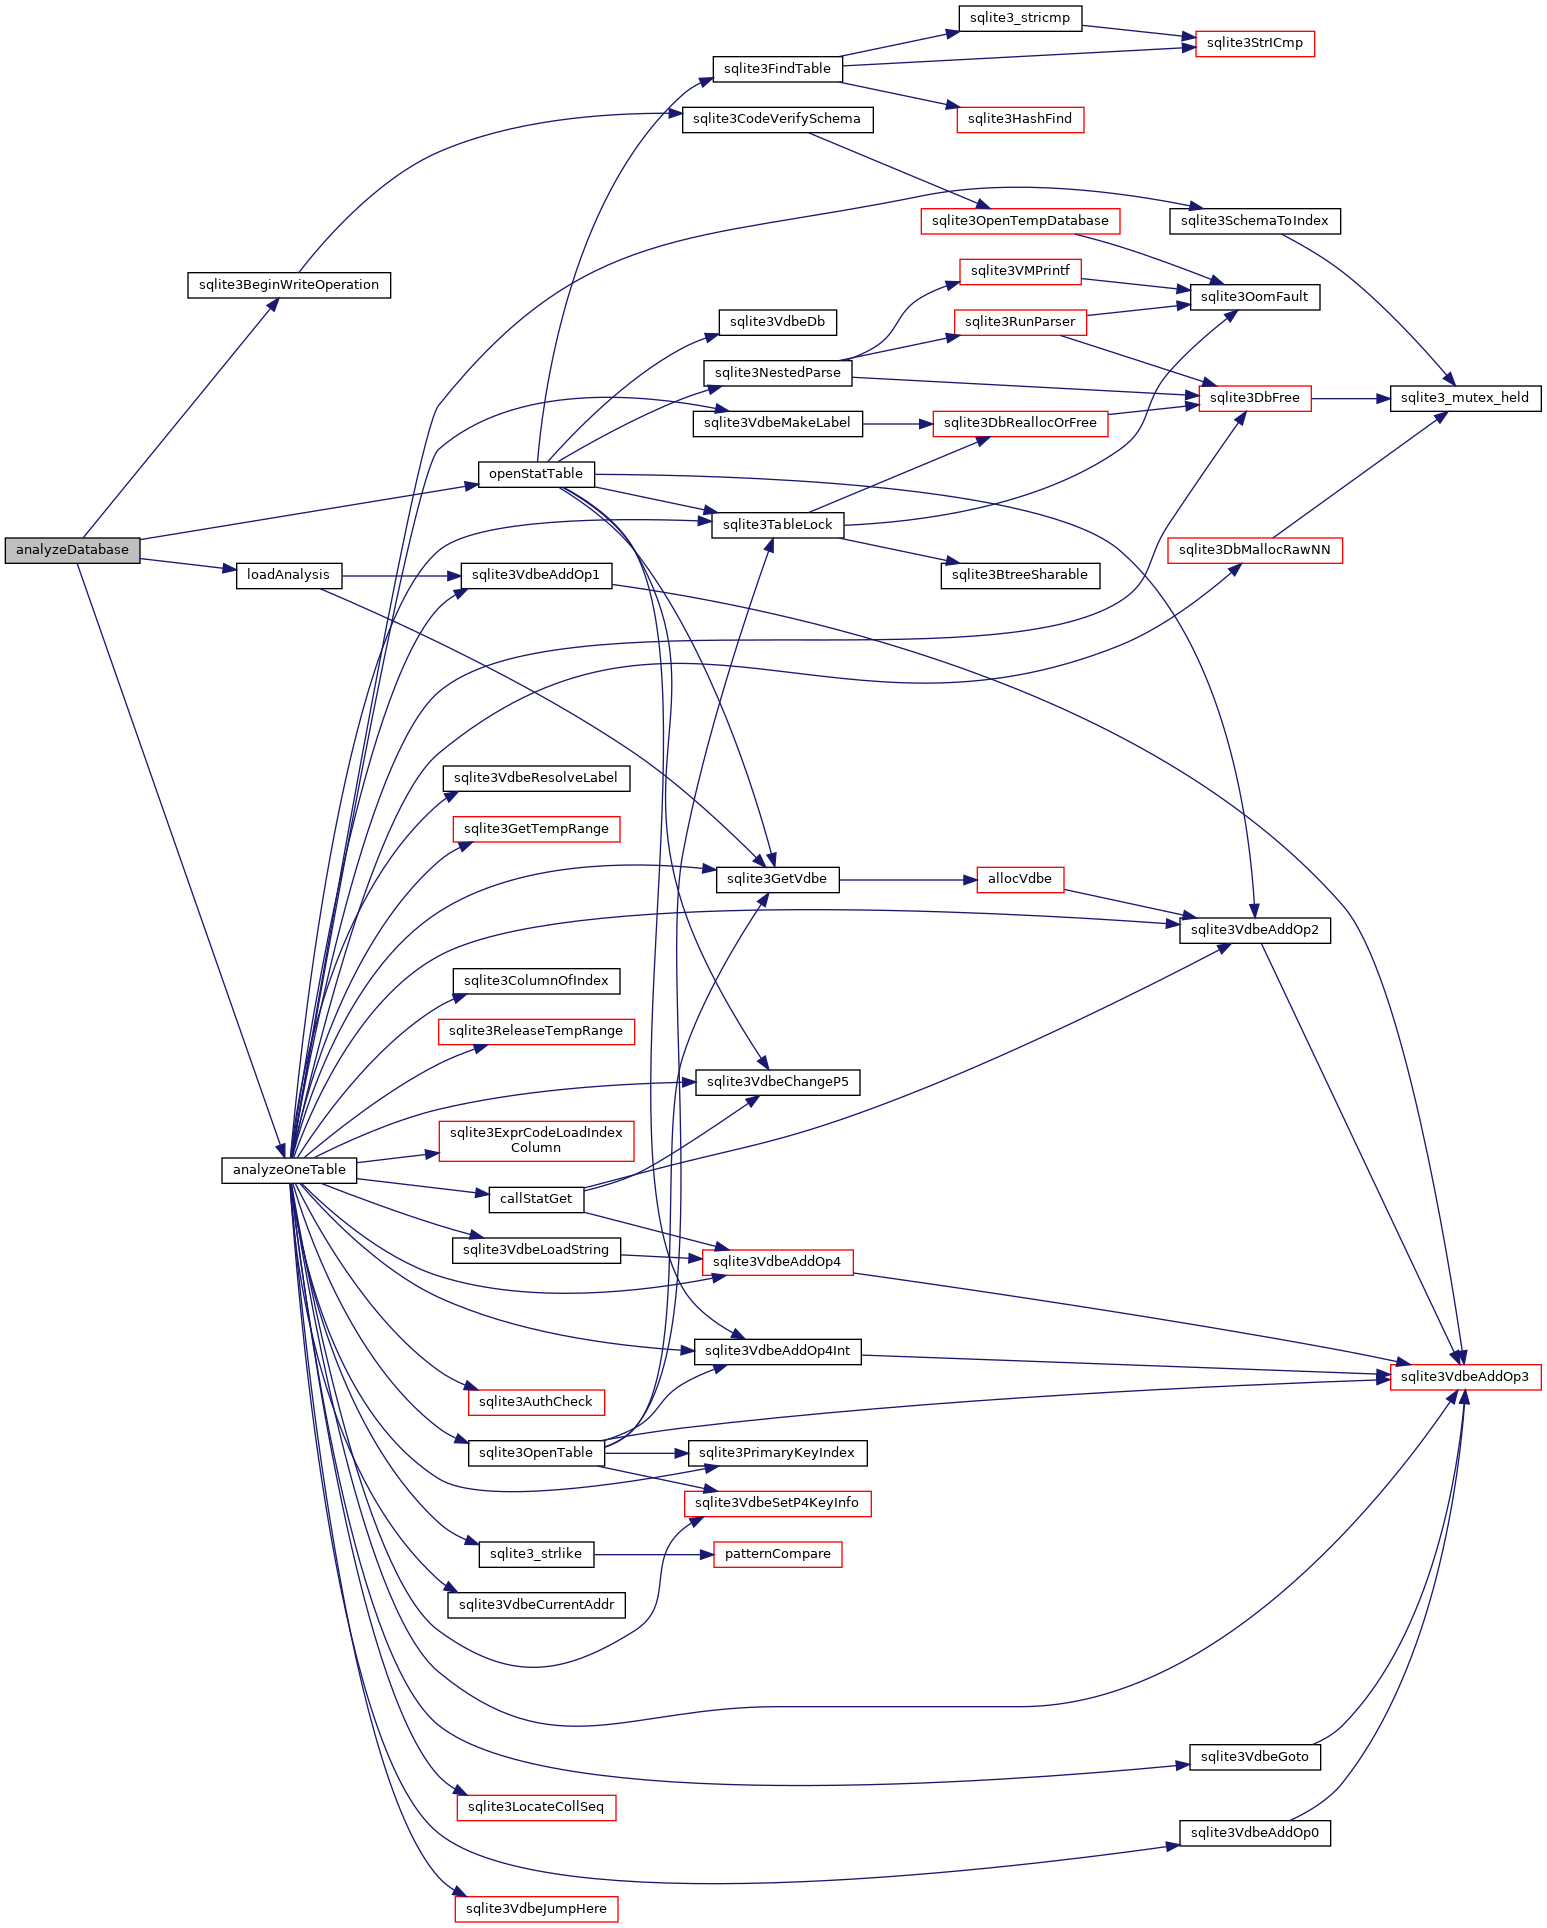 sqlite3_stricmp
sqlite3StrICmp
sqlite3FindTable
sqlite3HashFind
sqlite3CodeVerifySchema
sqlite3OpenTempDatabase
sqlite3SchemaToIndex
sqlite3VMPrintf
sqlite3BeginWriteOperation
sqlite3OomFault
sqlite3VdbeDb
sqlite3RunParser
sqlite3NestedParse
sqlite3DbFree
sqlite3_mutex_held
sqlite3VdbeMakeLabel
sqlite3DbReallocOrFree
openStatTable
sqlite3TableLock
analyzeDatabase
sqlite3DbMallocRawNN
loadAnalysis
sqlite3VdbeAddOp1
sqlite3BtreeSharable
sqlite3VdbeResolveLabel
sqlite3GetTempRange
sqlite3GetVdbe
allocVdbe
sqlite3VdbeAddOp2
sqlite3ColumnOfIndex
sqlite3ReleaseTempRange
sqlite3VdbeChangeP5
sqlite3ExprCodeLoadIndex
Column
analyzeOneTable
callStatGet
sqlite3VdbeLoadString
sqlite3VdbeAddOp4
sqlite3VdbeAddOp4Int
sqlite3VdbeAddOp3
sqlite3AuthCheck
sqlite3OpenTable
sqlite3PrimaryKeyIndex
sqlite3VdbeSetP4KeyInfo
sqlite3_strlike
patternCompare
sqlite3VdbeCurrentAddr
sqlite3VdbeGoto
sqlite3LocateCollSeq
sqlite3VdbeAddOp0
sqlite3VdbeJumpHere